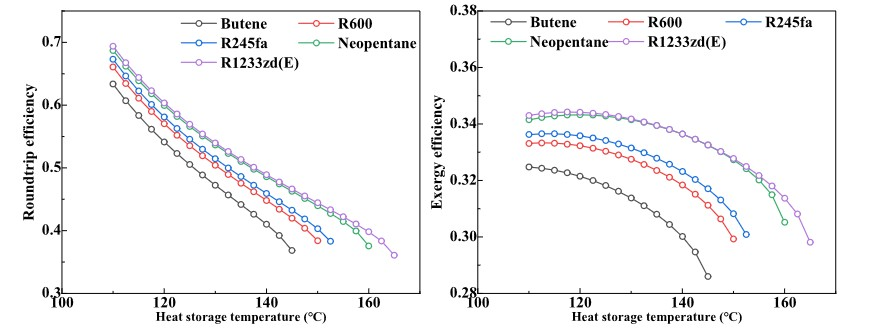 Butene R600
R245fa Neopentane
R1233zd(E)
0.7
0.6
0.5
0.4
0.3
Roundtrip efficiency
100 120 140 160
Heat storage temperature (°C)
Butene R600 R245fa
Neopentane R1233zd(E)
0.38
0.36
0.34
0.32
0.30
0.28
Exergy efficiency
100 120 140 160
Heat storage temperature (°C)